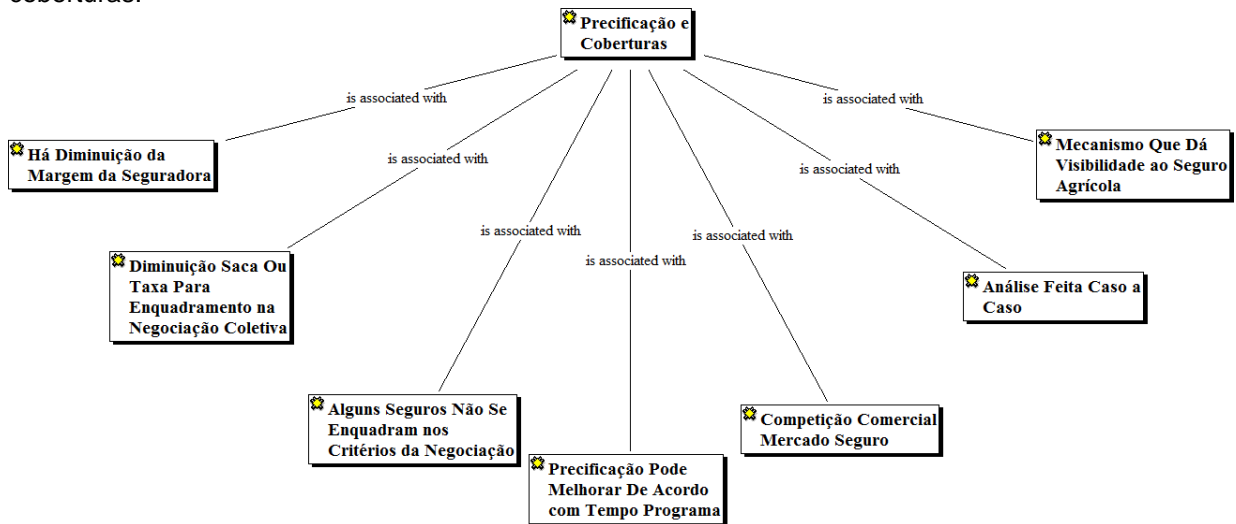 coberturas.
Precificação e
Coberturas
is associated with
is associated with
Há Diminuição da
Margem da Seguradora
Mecanismo Que Dá
Visibilidade ao Seguro
Agrícola
is associated with
is associated with
is associated with
is associated with
is associated with
Diminuição Saca Ou
Taxa Para
Enquadramento na
Negociação Coletiva
Análise Feita Caso a
Caso
Alguns Seguros Não Se
Enquadram nos
Critérios da Negociação
Competição Comercial
Mercado Seguro
Precificação Pode
Melhorar De Acordo
com Tempo Programa